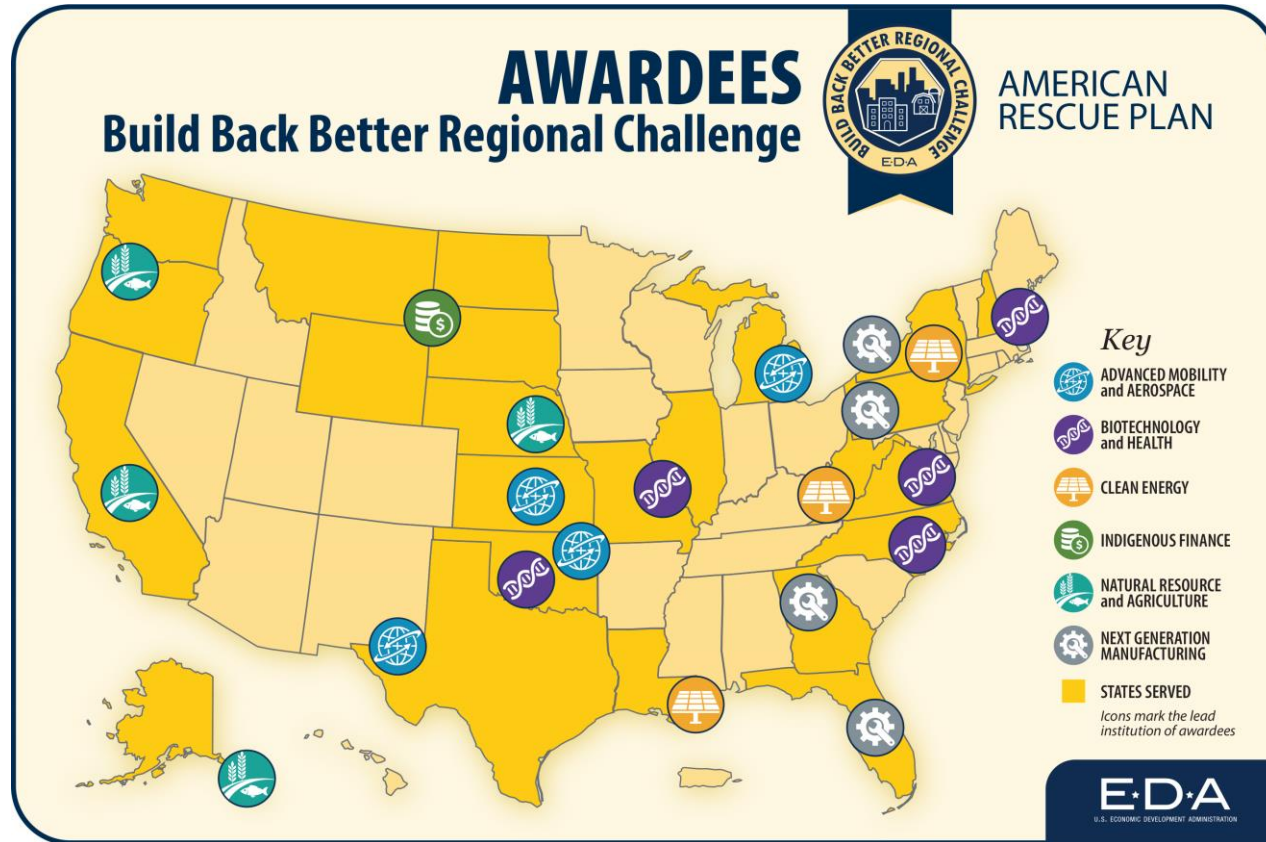 AWARDEES
Build Back Better Regional Challenge
BUILD BACK BETTER REGIONAL CHALLENGE
E·D·A
AMERICAN
RESCUE PLAN
Key
ADVANCED MOBILITY
and AEROSPACE
BIOTECHNOLOGY
and HEALTH
CLEAN ENERGY
INDIGENOUS FINANCE
NATURAL RESOURCE
and AGRICULTURE
NEXT GENERATION
MANUFACTURING
STATES SERVED
Icons mark the lead
institution of awardees
E★D★A
U.S. ECONOMIC DEVELOPMENT ADMINISTRATION